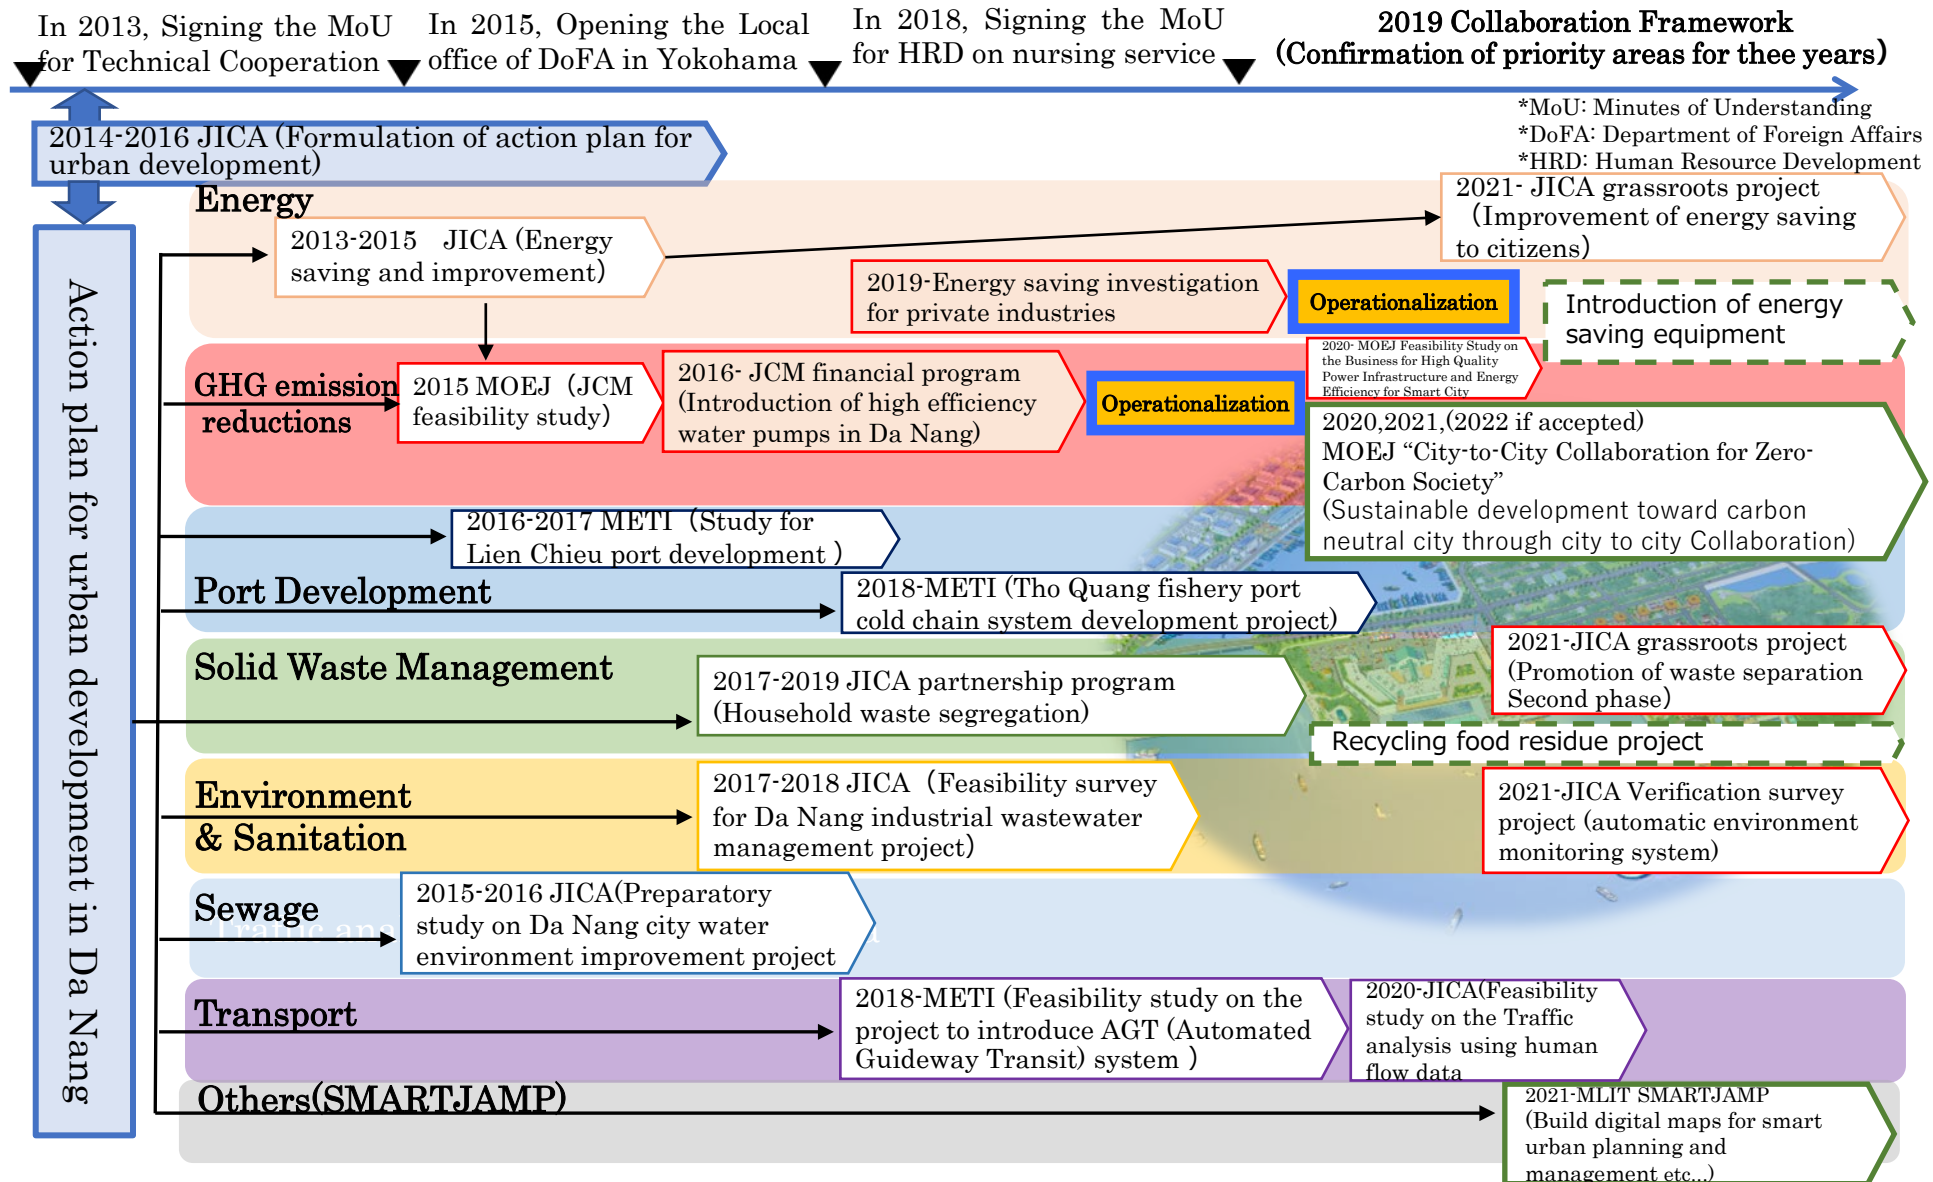 In 2013, Signing the MoU
for Technical Cooperation
In 2015, Opening the Local
office of DoFA in Yokohama
In 2018, Signing the MoU
for HRD on nursing service
2019 Collaboration Framework
(Confirmation of priority areas for thee years)
*MoU: Minutes of Understanding
*DoFA: Department of Foreign Affairs
*HRD: Human Resource Development
2014-2016 JICA (Formulation of action plan for
urban development)
Action plan for urban development in Da Nang
Energy
2013-2015 JICA (Energy
saving and improvement)
2021- JICA grassroots project
(Improvement of energy saving
to citizens)
2019-Energy saving investigation
for private industries
Operationalization
Introduction of energy
saving equipment
GHG emission
reductions
2015 MOEJ (JCM
feasibility study)
2016- JCM financial program
(Introduction of high efficiency
water pumps in Da Nang)
Operationalization
2020- MOEJ Feasibility Study on
the Business for High Quality
Power Infrastructure and Energy
Efficiency for Smart City
2020,2021,(2022 if accepted)
MOEJ “City-to-City Collaboration for Zero-
Carbon Society”
(Sustainable development toward carbon
neutral city through city to city Collaboration)
2016-2017 METI (Study for
Lien Chieu port development )
Port Development
2018-METI (Tho Quang fishery port
cold chain system development project)
Solid Waste Management
2017-2019 JICA partnership program
(Household waste segregation)
2021-JICA grassroots project
(Promotion of waste separation
Second phase)
Recycling food residue project
Environment
& Sanitation
2017-2018 JICA (Feasibility survey
for Da Nang industrial wastewater
management project)
2021-JICA Verification survey
project (automatic environment
monitoring system)
Sewage
Traffic ana
2015-2016 JICA(Preparatory
study on Da Nang city water
environment improvement project
Transport
2018-METI (Feasibility study on the
project to introduce AGT (Automated
Guideway Transit) system )
2020-JICA(Feasibility
study on the Traffic
analysis using human
flow data
Others(SMARTJAMP)
2021-MLIT SMARTJAMP
(Build digital maps for smart
urban planning and
management etc...)